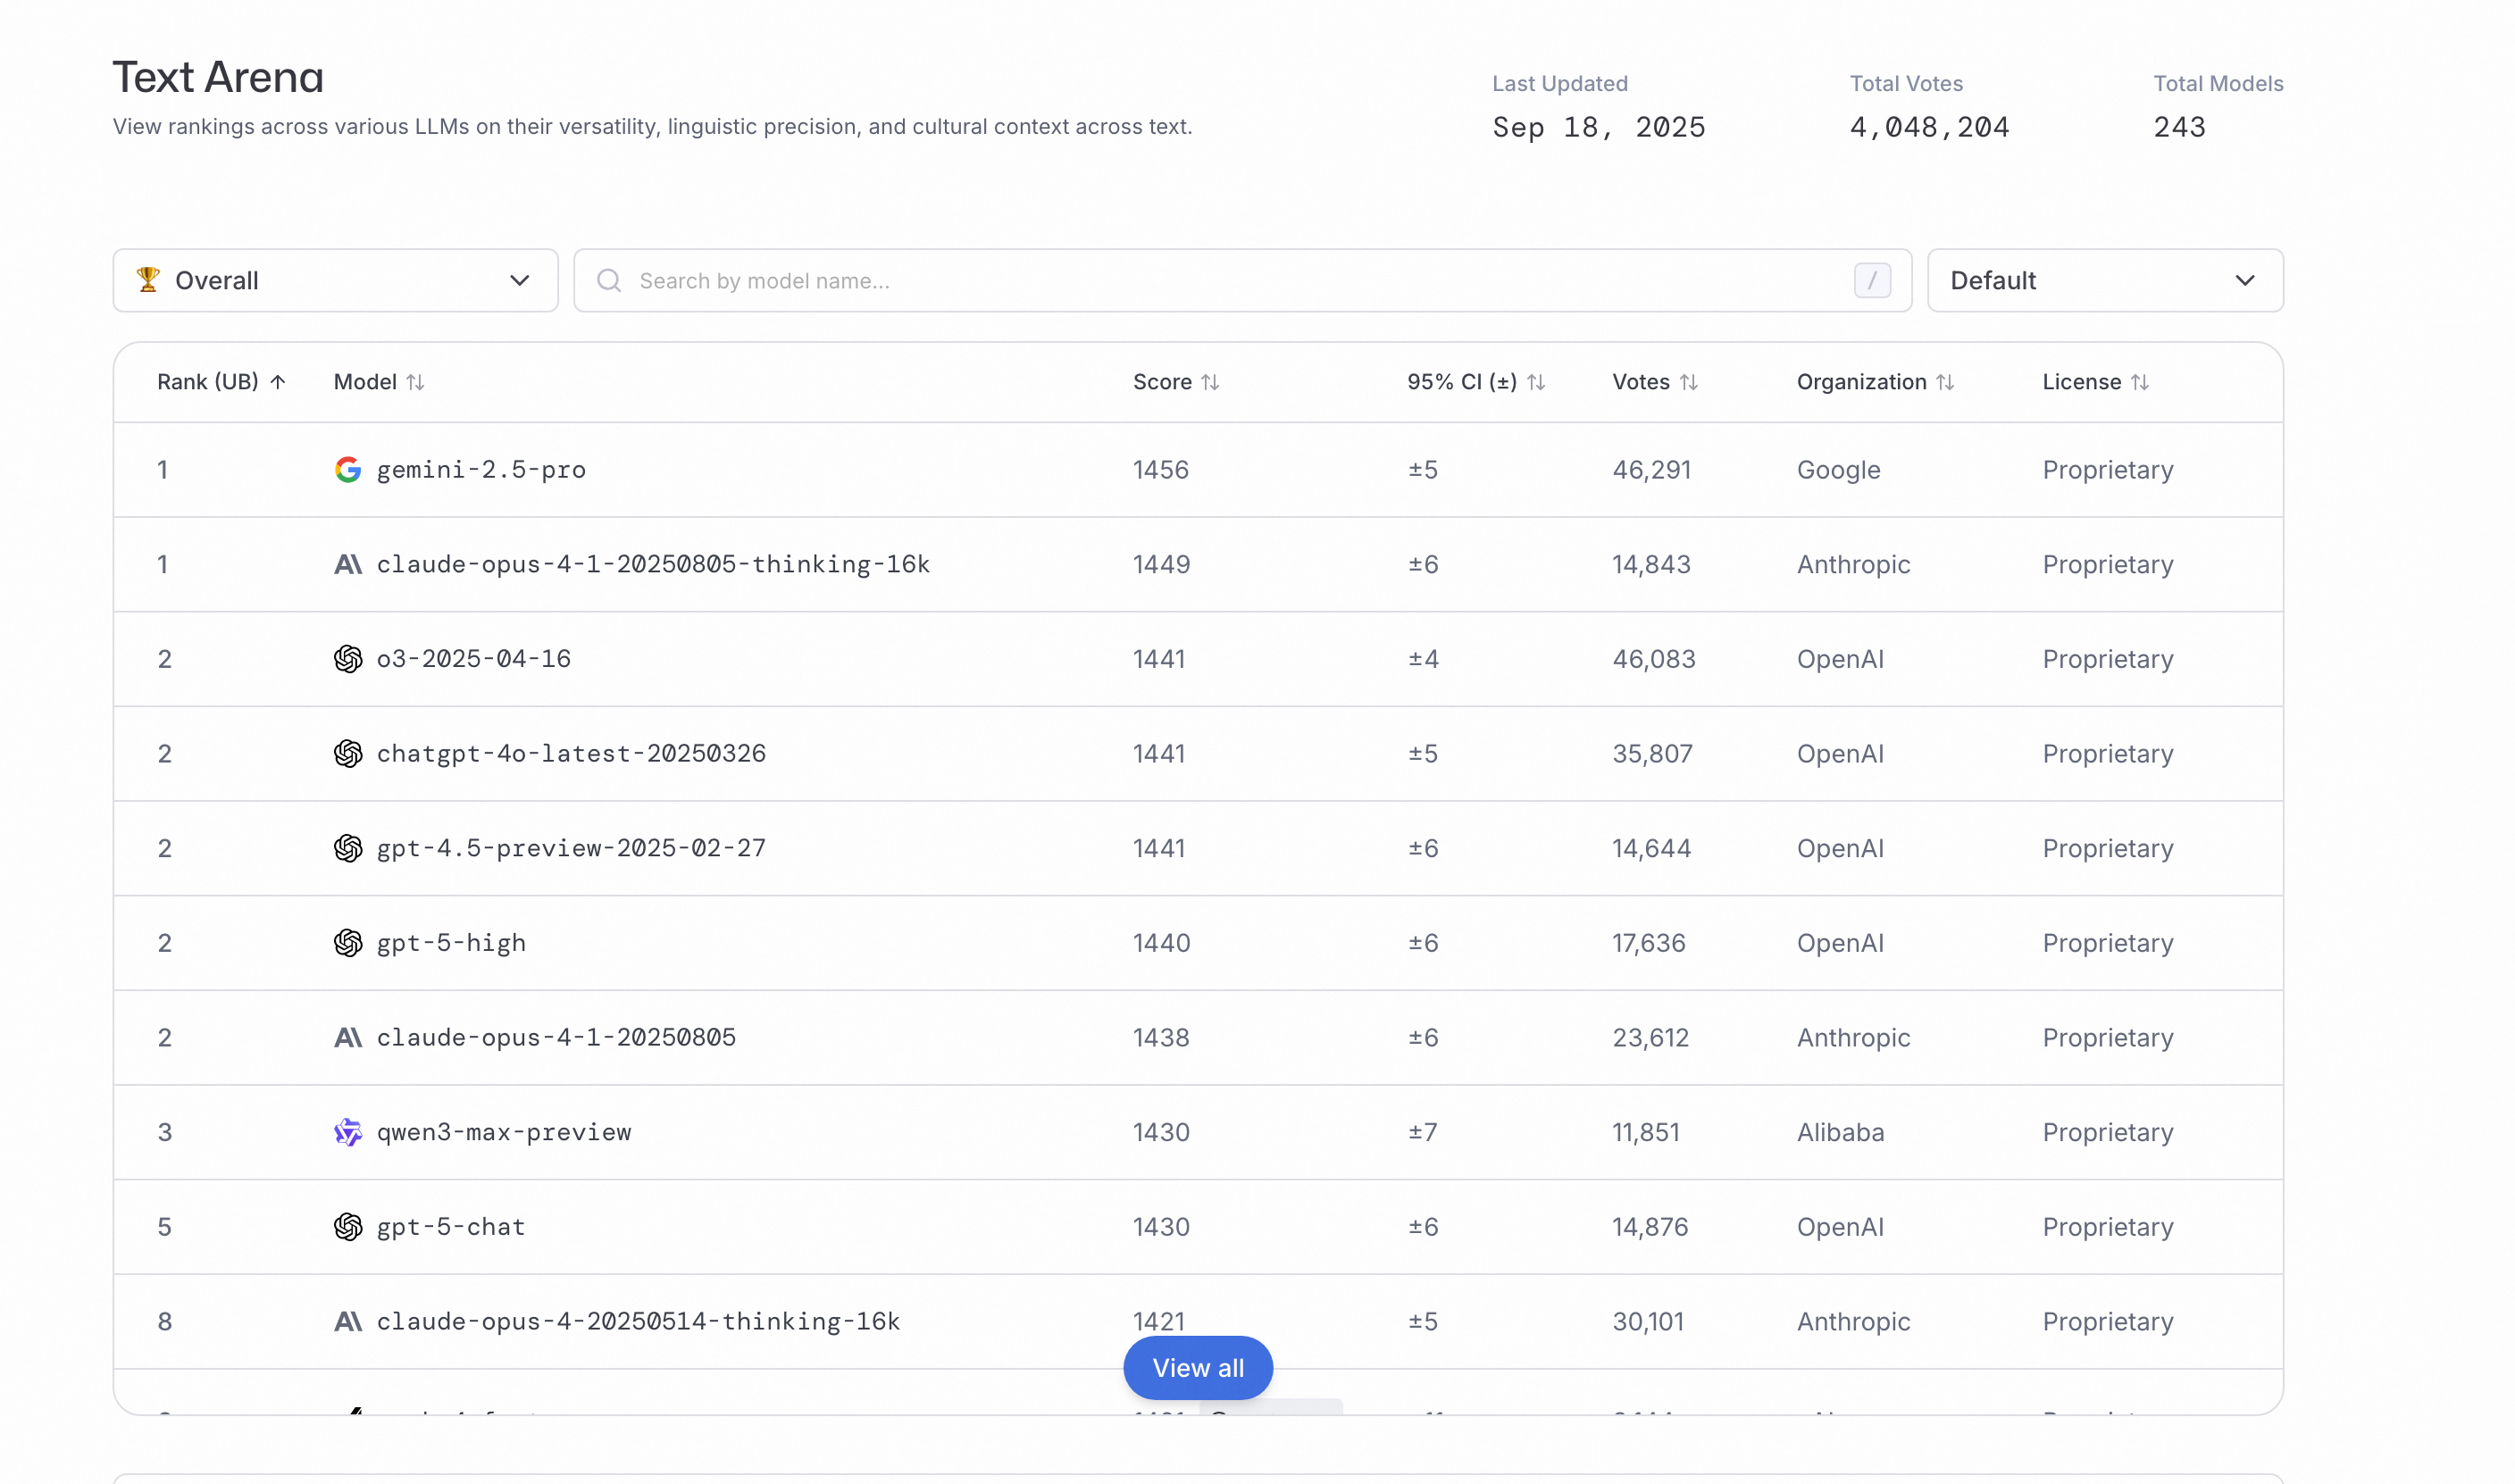 Text Arena
View rankings across various LLMs on their versatility, linguistic precision, and cultural context across text.
Last Updated Total Votes Total Models
Sep 18, 2025 4,048,204 243
Overall Search by model name... / Default
Rank (UB) Model Score 95% CI (±) Votes Organization License
1 gemini-2.5-pro 1456 ±5 46,291 Google Proprietary
1 claude-opus-4-1-20250805-thinking-16k 1449 ±6 14,843 Anthropic Proprietary
2 o3-2025-04-16 1441 ±4 46,083 OpenAI Proprietary
2 chatgpt-4o-latest-20250326 1441 ±5 35,807 OpenAI Proprietary
2 gpt-4.5-preview-2025-02-27 1441 ±6 14,644 OpenAI Proprietary
2 gpt-5-high 1440 ±6 17,636 OpenAI Proprietary
2 claude-opus-4-1-20250805 1438 ±6 23,612 Anthropic Proprietary
3 qwen3-max-preview 1430 ±7 11,851 Alibaba Proprietary
5 gpt-5-chat 1430 ±6 14,876 OpenAI Proprietary
8 claude-opus-4-20250514-thinking-16k 1421 ±5 30,101 Anthropic Proprietary
View all